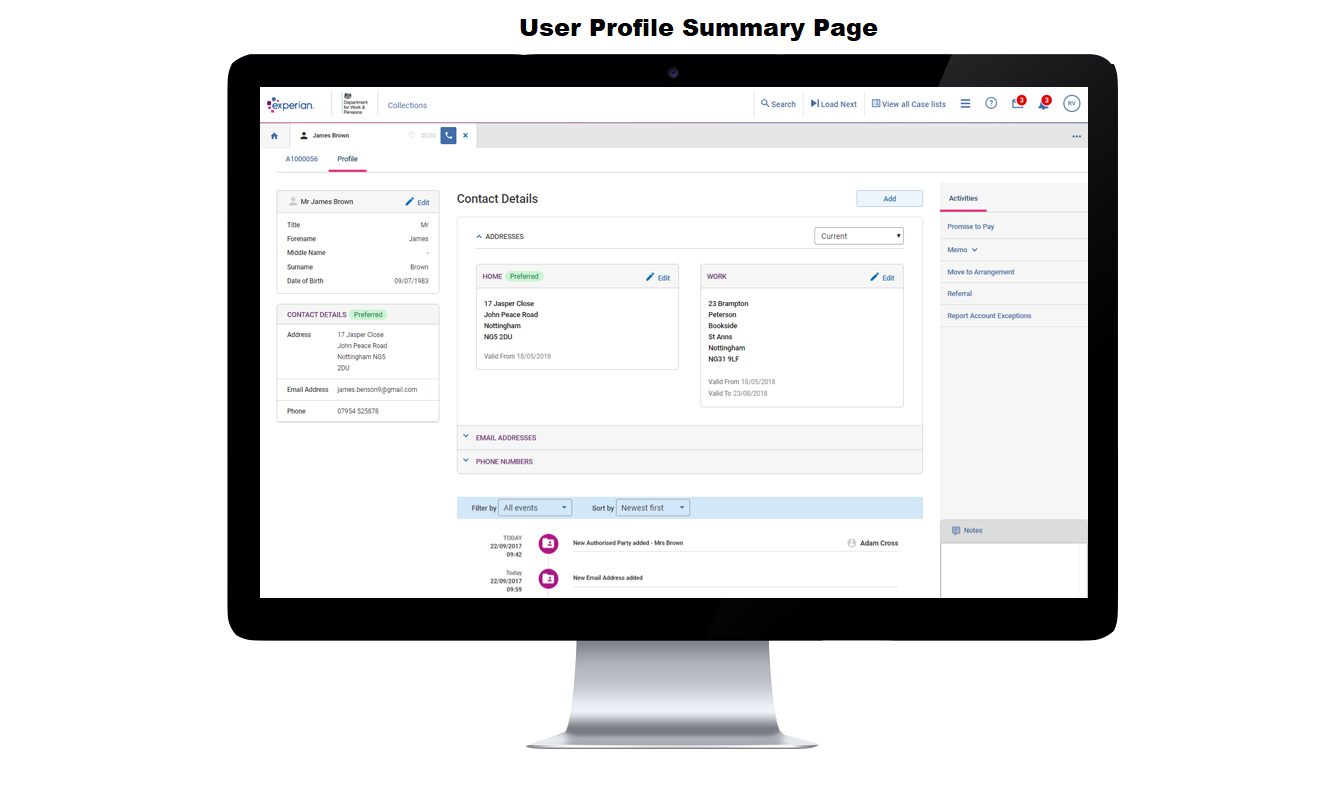 User Profile Summary Page
experian.
Department
for Work &
Pensions
Collections
Search
Load Next
View all Case lists
3
3
RV
James Brown
00:00
A1000056
Profile
Mr James Brown
Edit
Title Mr
Forename James
Middle Name -
Surname Brown
Date of Birth 09/07/1983
CONTACT DETAILS Preferred
Address 17 Jasper Close
John Peace Road
Nottingham NG5
2DU
Email Address james.benson9@gmail.com
Phone 07954 525878
Contact Details
Add
ADDRESSES
Current
HOME Preferred
Edit
17 Jasper Close
John Peace Road
Nottingham
NG5 2DU
Valid From 18/05/2018
WORK
Edit
23 Brampton
Peterson
Bookside
St Anns
Nottingham
NG31 9LF
Valid From 18/05/2018
Valid To 23/08/2018
EMAIL ADDRESSES
PHONE NUMBERS
Filter by All events
Sort by Newest first
TODAY
22/09/2017
09:42
New Authorised Party added - Mrs Brown
Adam Cross
Today
22/09/2017
09:59
New Email Address added
Activities
Promise to Pay
Memo
Move to Arrangement
Referral
Report Account Exceptions
Notes